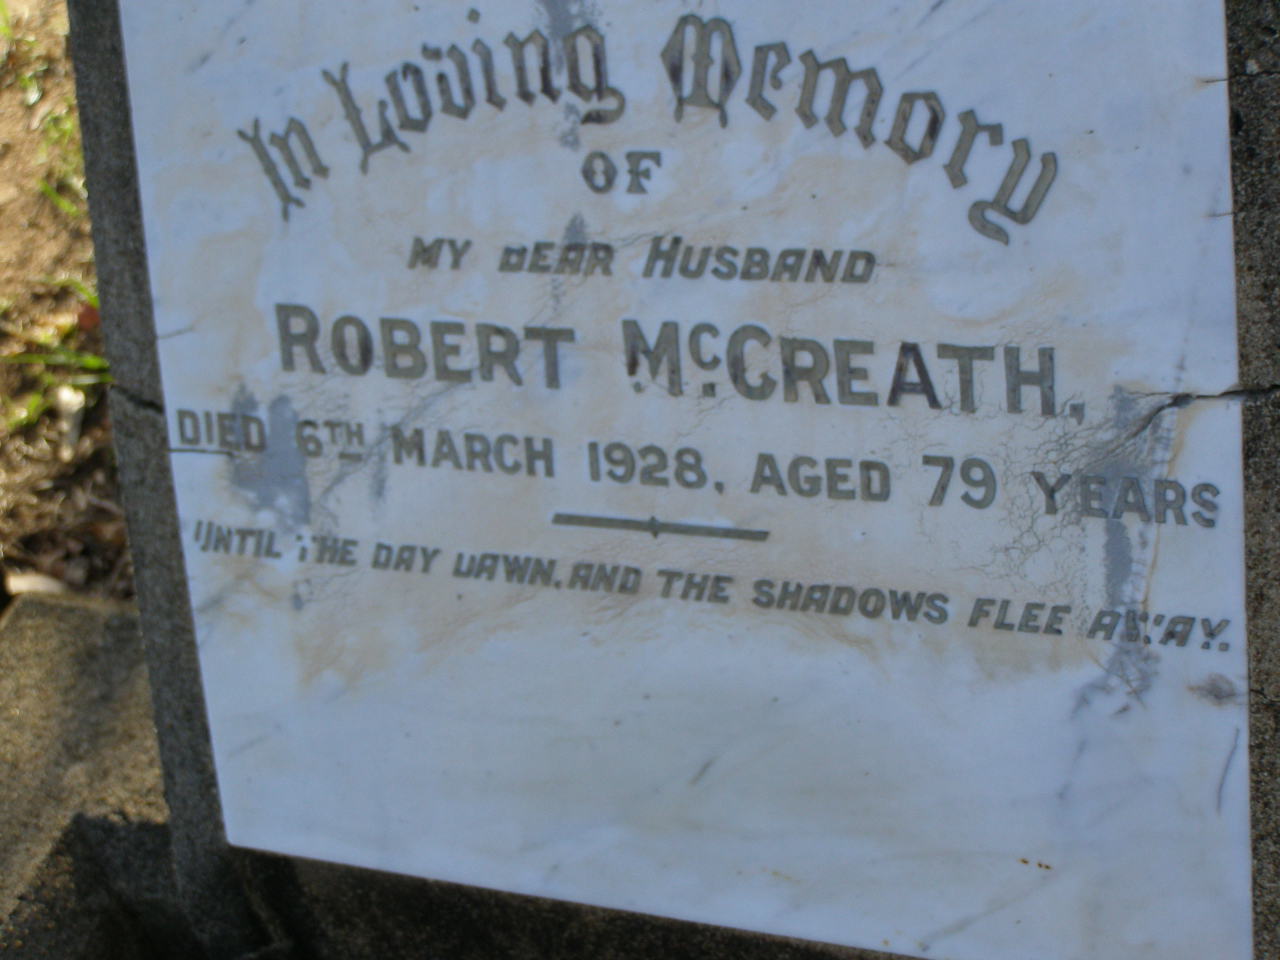 In Loving Memory
OF
MY DEAR HUSBAND
ROBERT McCREATH,
DIED 6TH MARCH 1928, AGED 79 YEARS
UNTIL THE DAY DAWN, AND THE SHADOWS FLEE AWAY.